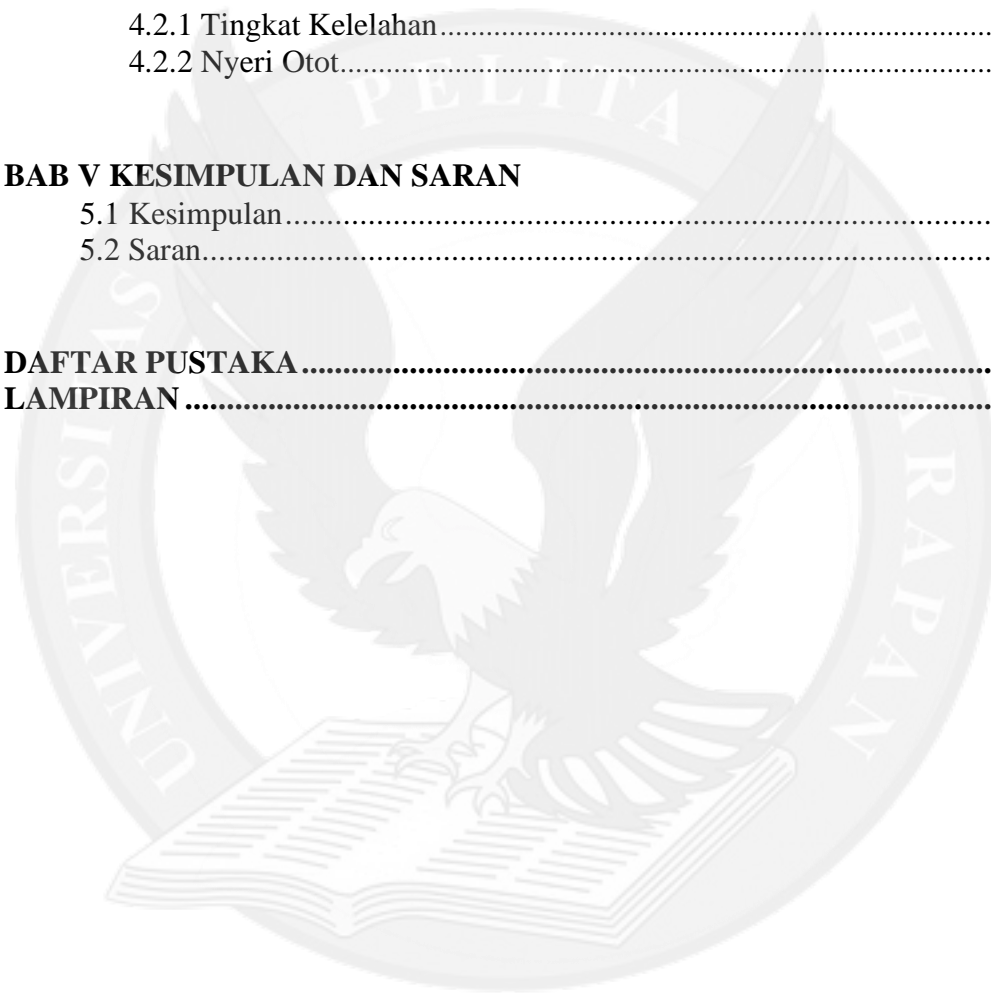 4.2.1 Tingkat Kelelahan........................................................................................
4.2.2 Nyeri Otot.....................................................................................................
PELITA
BAB V KESIMPULAN DAN SARAN
5.1 Kesimpulan.............................................................................................................
5.2 Saran.........................................................................................................................
DAFTAR PUSTAKA........................................................................................................
LAMPIRAN.......................................................................................................................
UNIVERSITAS
HARAPAN